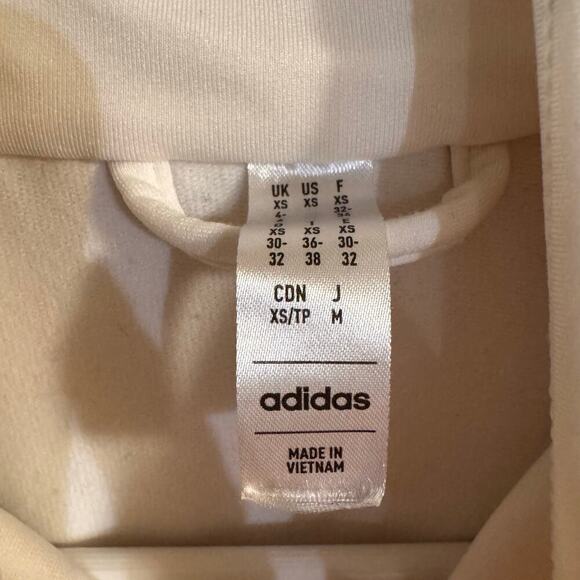 UK US F
XS XS XS
4- 32-
I E
XS XS XS
30- 36- 30-
32 38 32
CDN J
XS/TP M
adidas
MADE IN
VIETNAM